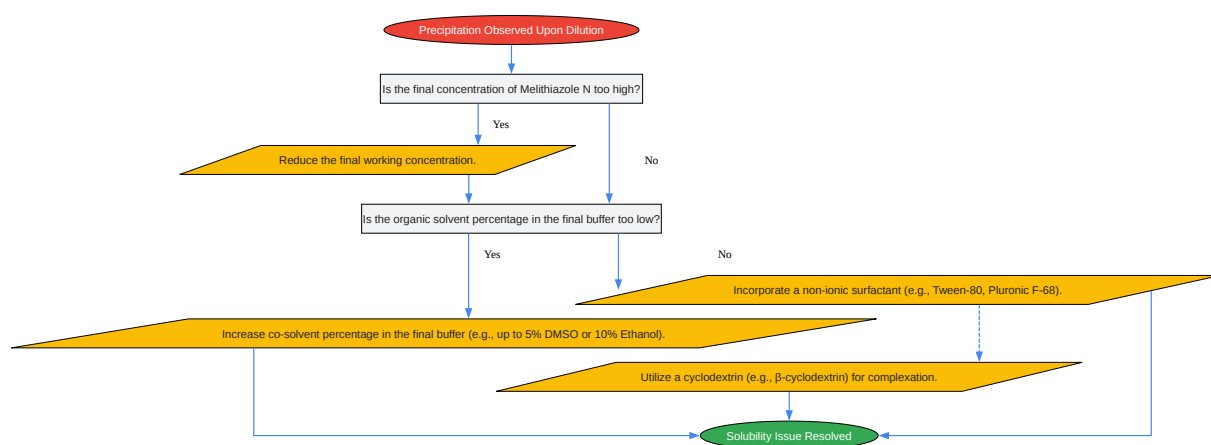 Precipitation Observed Upon Dilution
Is the final concentration of Melithiazole N too high?
Yes
Reduce the final working concentration.
No
Is the organic solvent percentage in the final buffer too low?
Yes
No
Incorporate a non-ionic surfactant (e.g., Tween-80, Pluronic F-68).
Increase co-solvent percentage in the final buffer (e.g., up to 5% DMSO or 10% Ethanol).
Utilize a cyclodextrin (e.g., β-cyclodextrin) for complexation.
Solubility Issue Resolved